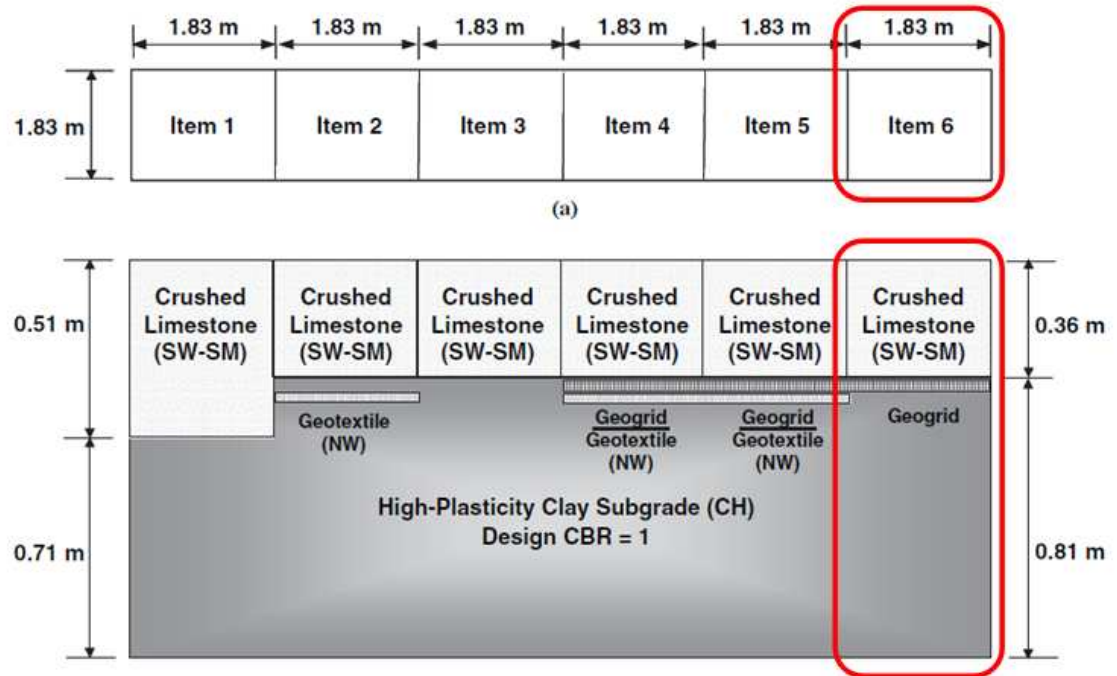 1.83 m 1.83 m 1.83 m 1.83 m 1.83 m 1.83 m
1.83 m
Item 1 Item 2 Item 3 Item 4 Item 5 Item 6
(a)
0.51 m
Crushed Limestone (SW-SM)
Crushed Limestone (SW-SM)
Crushed Limestone (SW-SM)
Crushed Limestone (SW-SM)
Crushed Limestone (SW-SM)
Crushed Limestone (SW-SM)
0.36 m
Geotextile
(NW)
Geogrid
Geotextile
(NW)
Geogrid
Geotextile
(NW)
Geogrid
High-Plasticity Clay Subgrade (CH)
Design CBR = 1
0.71 m
0.81 m